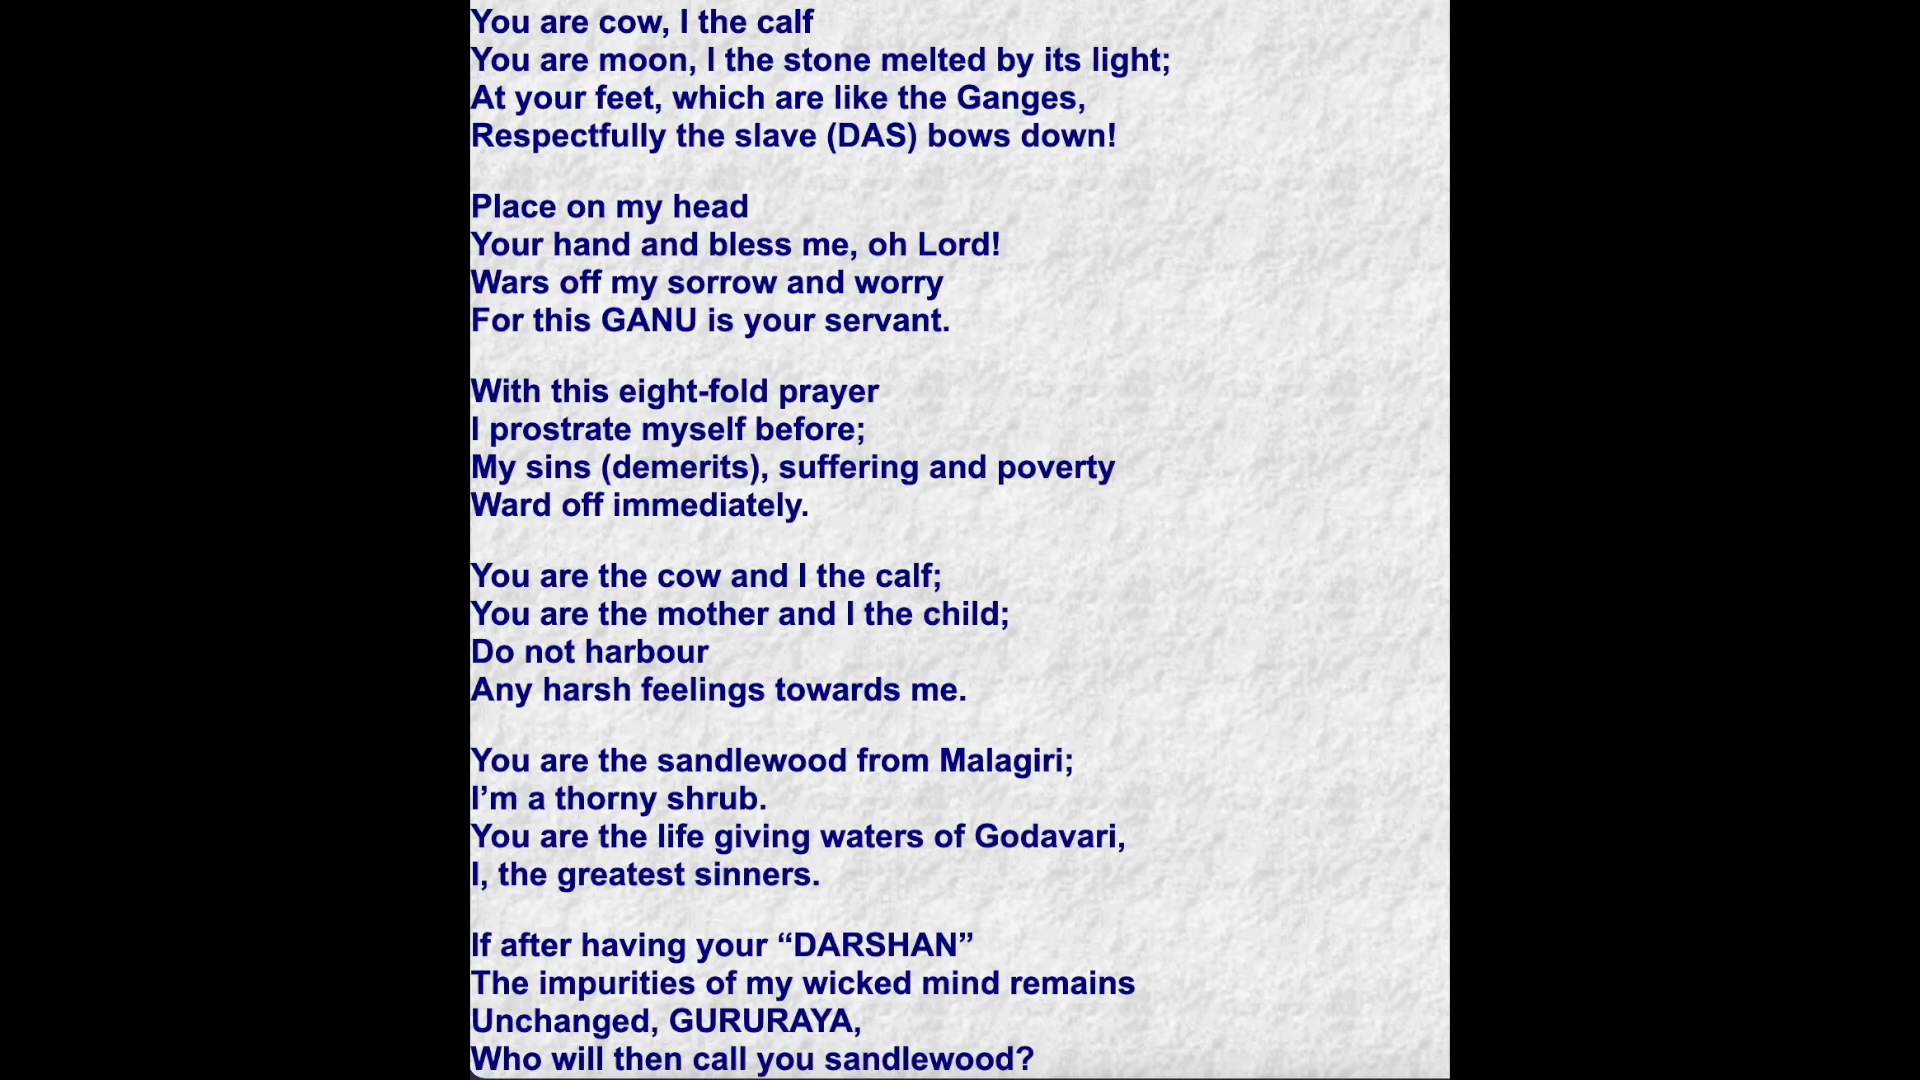 You are cow, I the calf
You are moon, I the stone melted by its light;
At your feet, which are like the Ganges,
Respectfully the slave (DAS) bows down!
Place on my head
Your hand and bless me, oh Lord!
Wars off my sorrow and worry
For this GANU is your servant.
With this eight-fold prayer
I prostrate myself before;
My sins (demerits), suffering and poverty
Ward off immediately.
You are the cow and I the calf;
You are the mother and I the child;
Do not harbour
Any harsh feelings towards me.
You are the sandlewood from Malagiri;
I’m a thorny shrub.
You are the life giving waters of Godavari,
I, the greatest sinners.
If after having your “DARSHAN”
The impurities of my wicked mind remains
Unchanged, GURURAYA,
Who will then call you sandlewood?